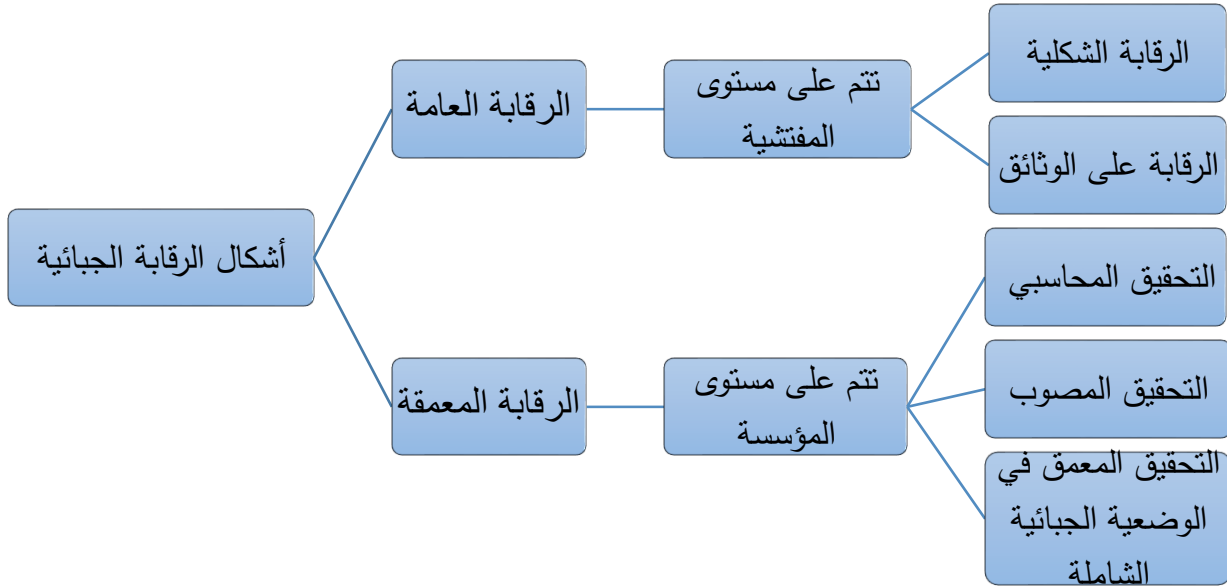 أشكال الرقابة الجبائية
الرقابة العامة
تتم على مستوى
المفتشية
الرقابة الشكلية
الرقابة على الوثائق
الرقابة المعمقة
تتم على مستوى
المؤسسة
التحقيق المحاسبي
التحقيق المصوب
التحقيق المعمق في
الوضعية الجبائية
الشاملة